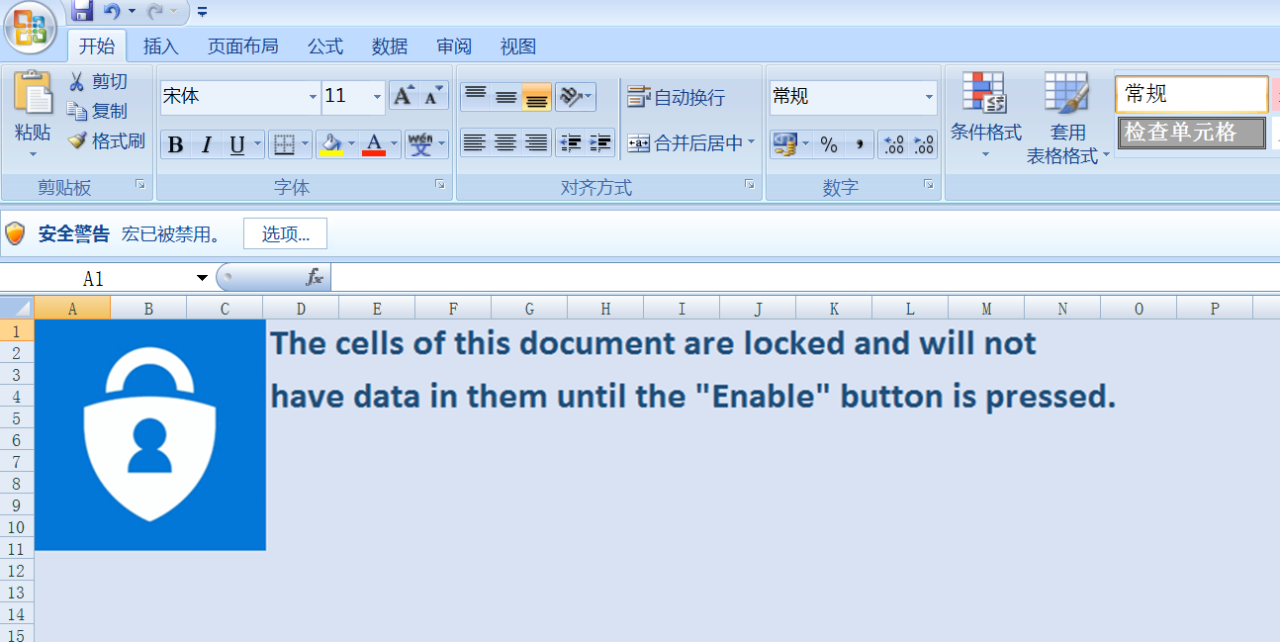 开始 插入 页面布局 公式 数据 审阅 视图
剪切
复制
粘贴
格式刷
剪贴板
宋体 11
B I U
字体
自动换行
合并后居中
对齐方式
常规
%
数字
条件格式
套用
表格格式
常规
检查单元格
安全警告 宏已被禁用。 选项...
A1 fx
A B C D E F G H I J K L M N O P
1
2
3
4
5
6
7
8
9
10
11
12
13
14
15
The cells of this document are locked and will not
have data in them until the "Enable" button is pressed.